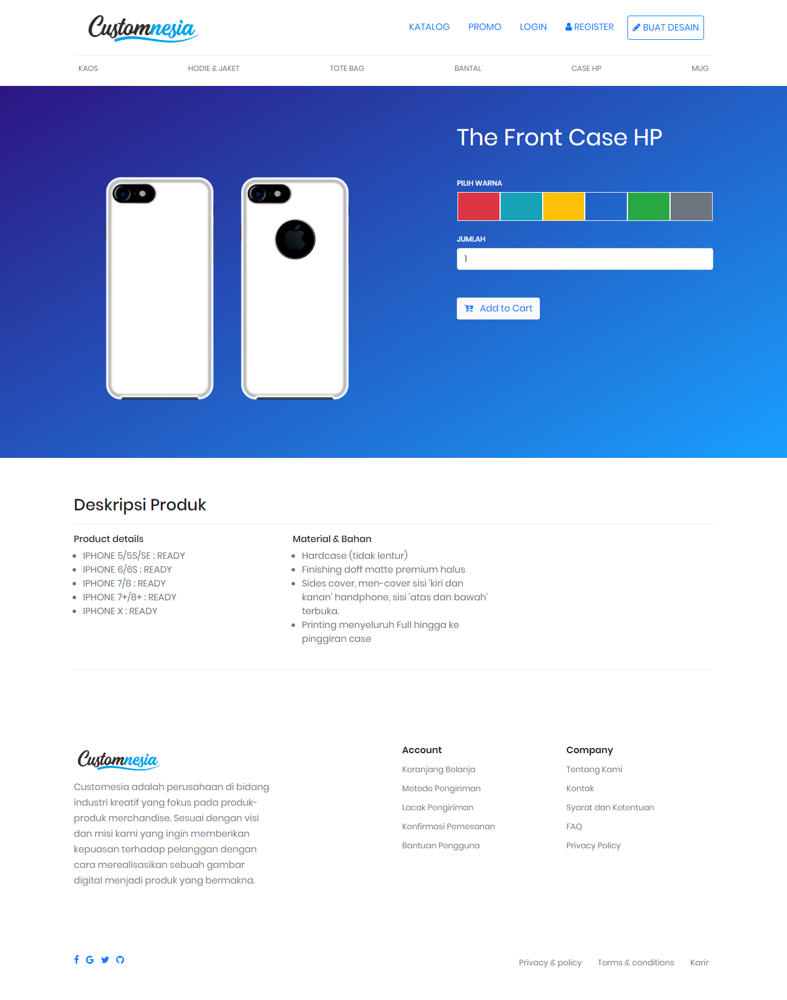 Customnesia
KATALOG
PROMO
LOGIN
REGISTER
BUAT DESAIN
KAOS
HODIE & JAKET
TOTE BAG
BANTAL
CASE HP
MUG
The Front Case HP
PILIH WARNA
JUMLAH
1
Add to Cart
Deskripsi Produk
Product details
IPHONE 5/5S/SE : READY
IPHONE 6/6S : READY
IPHONE 7/8 : READY
IPHONE 7+/8+ : READY
IPHONE X : READY
Material & Bahan
Hardcase (tidak lentur)
Finishing doff matte premium halus
Sides cover, men-cover sisi 'kiri dan
kanan' handphone, sisi 'atas dan bawah'
terbuka.
Printing menyeluruh Full hingga ke
pinggiran case
Customnesia
Customesia adalah perusahaan di bidang
industri kreatif yang fokus pada produk-
produk merchandise. Sesuai dengan visi
dan misi kami yang ingin memberikan
kepuasan terhadap pelanggan dengan
cara merealisasikan sebuah gambar
digital menjadi produk yang bermakna.
Account
Keranjang Belanja
Metode Pengiriman
Lacak Pengiriman
Konfirmasi Pemesanan
Bantuan Pengguna
Company
Tentang Kami
Kontak
Syarat dan Ketentuan
FAQ
Privacy Policy
Privacy & policy
Terms & conditions
Karir